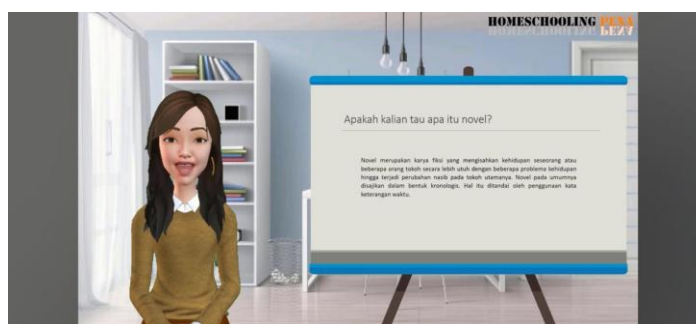 HOMESCHOOLING PENA
Apakah kalian tau apa itu novel?
Novel merupakan karya fiksi yang mengisahkan kehidupan seseorang atau
beberapa orang tokoh secara lebih utuh dengan beberapa problema kehidupan
hingga terjadi perubahan nasib pada tokoh utamanya. Novel pada umumnya
disajikan dalam bentuk kronologis. Hal itu ditandai oleh penggunaan kata
keterangan waktu.